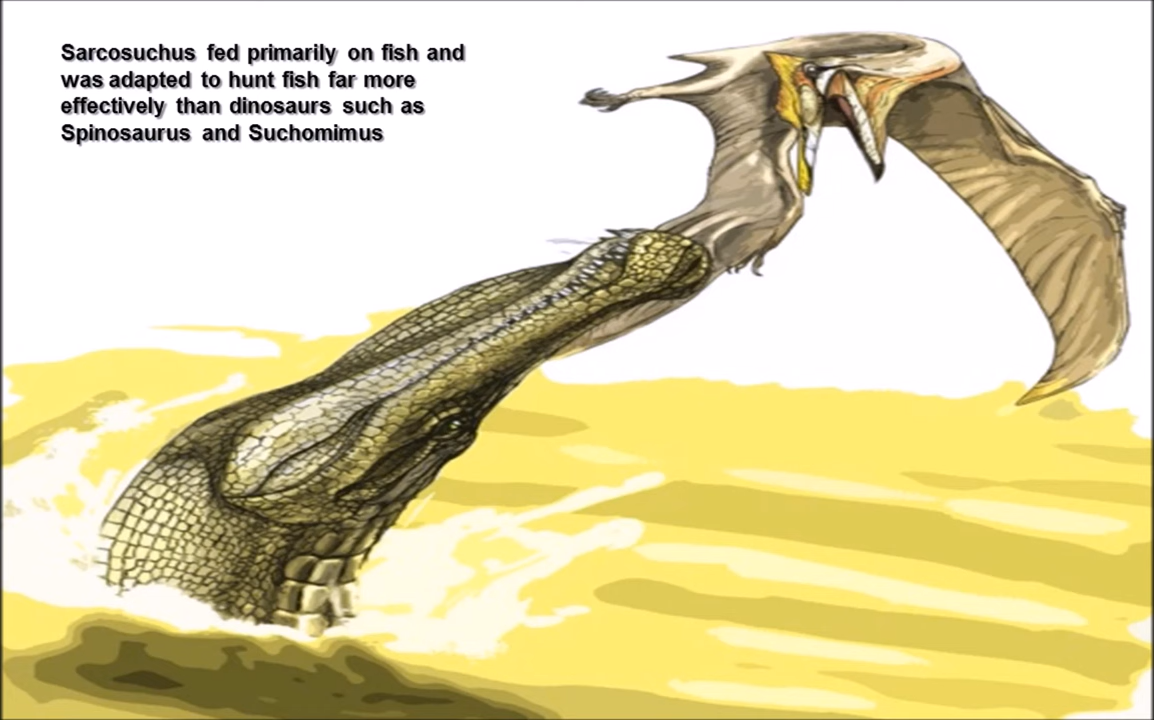 Sarcosuchus fed primarily on fish and
was adapted to hunt fish far more
effectively than dinosaurs such as
Spinosaurus and Suchomimus